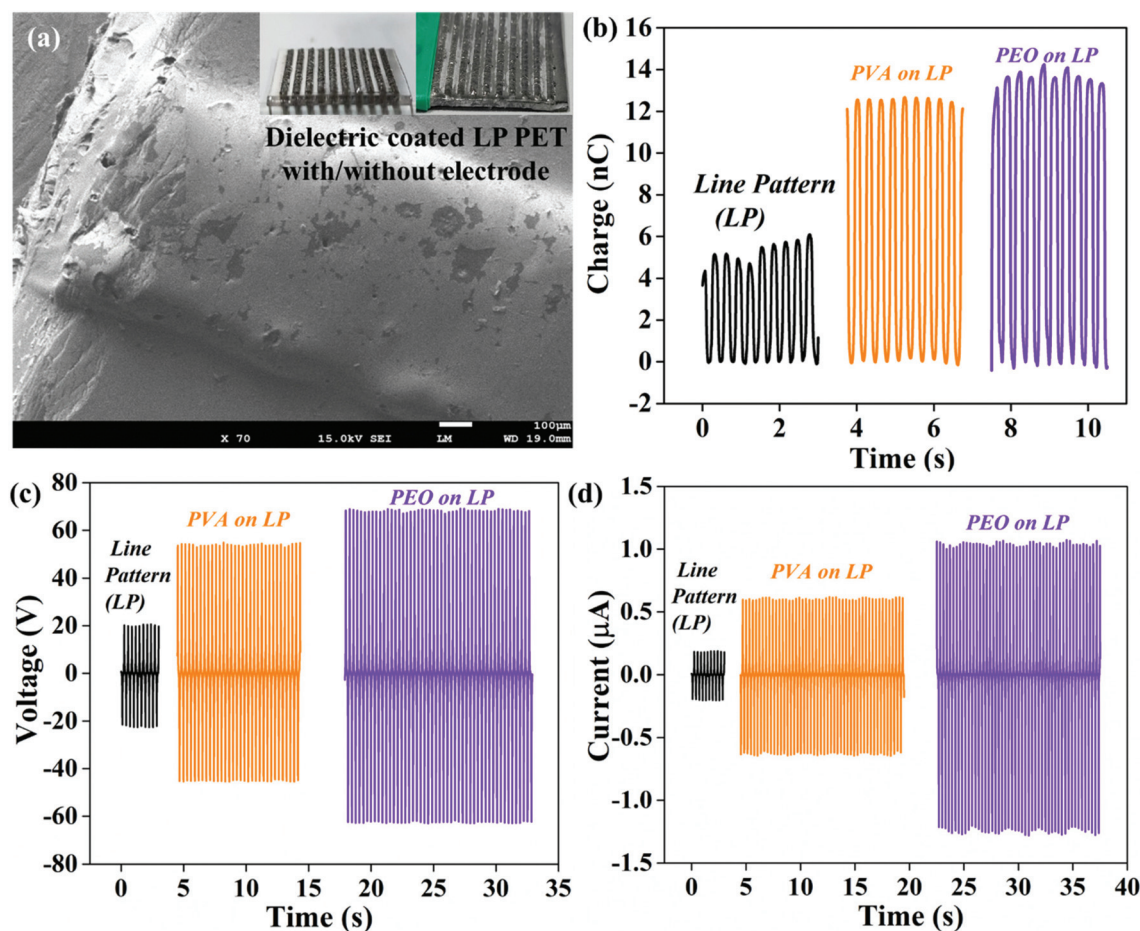 (a)
Dielectric coated LP PET
with/without electrode
100μm
X 70 15.0kV SEI LM WD 19.0mm
(b)
Charge (nC)
16
14
12
10
8
6
4
2
0
-2
Line Pattern
(LP)
PVA on LP
PEO on LP
0 2 4 6 8 10
Time (s)
(c)
Voltage (V)
80
60
40
20
0
-20
-40
-60
-80
Line
Pattern
(LP)
PVA on LP
PEO on LP
0 5 10 15 20 25 30 35
Time (s)
(d)
Current (μA)
1.5
1.0
0.5
0.0
-0.5
-1.0
-1.5
Line
Pattern
(LP)
PVA on LP
PEO on LP
0 5 10 15 20 25 30 35 40
Time (s)